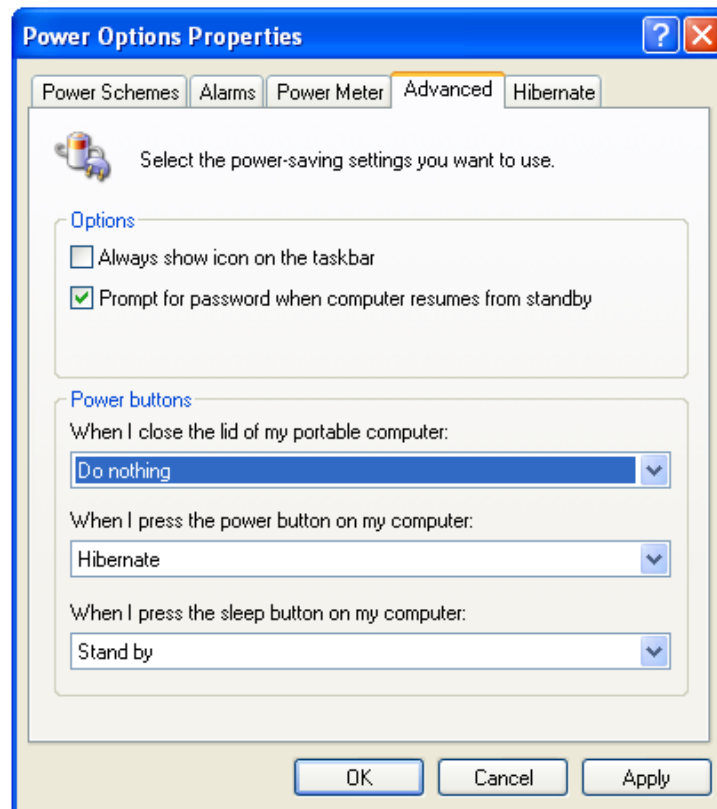 Power Options Properties
Power Schemes Alarms Power Meter Advanced Hibernate
Select the power-saving settings you want to use.
Options
Always show icon on the taskbar
Prompt for password when computer resumes from standby
Power buttons
When I close the lid of my portable computer:
Do nothing
When I press the power button on my computer:
Hibernate
When I press the sleep button on my computer:
Stand by
OK Cancel Apply